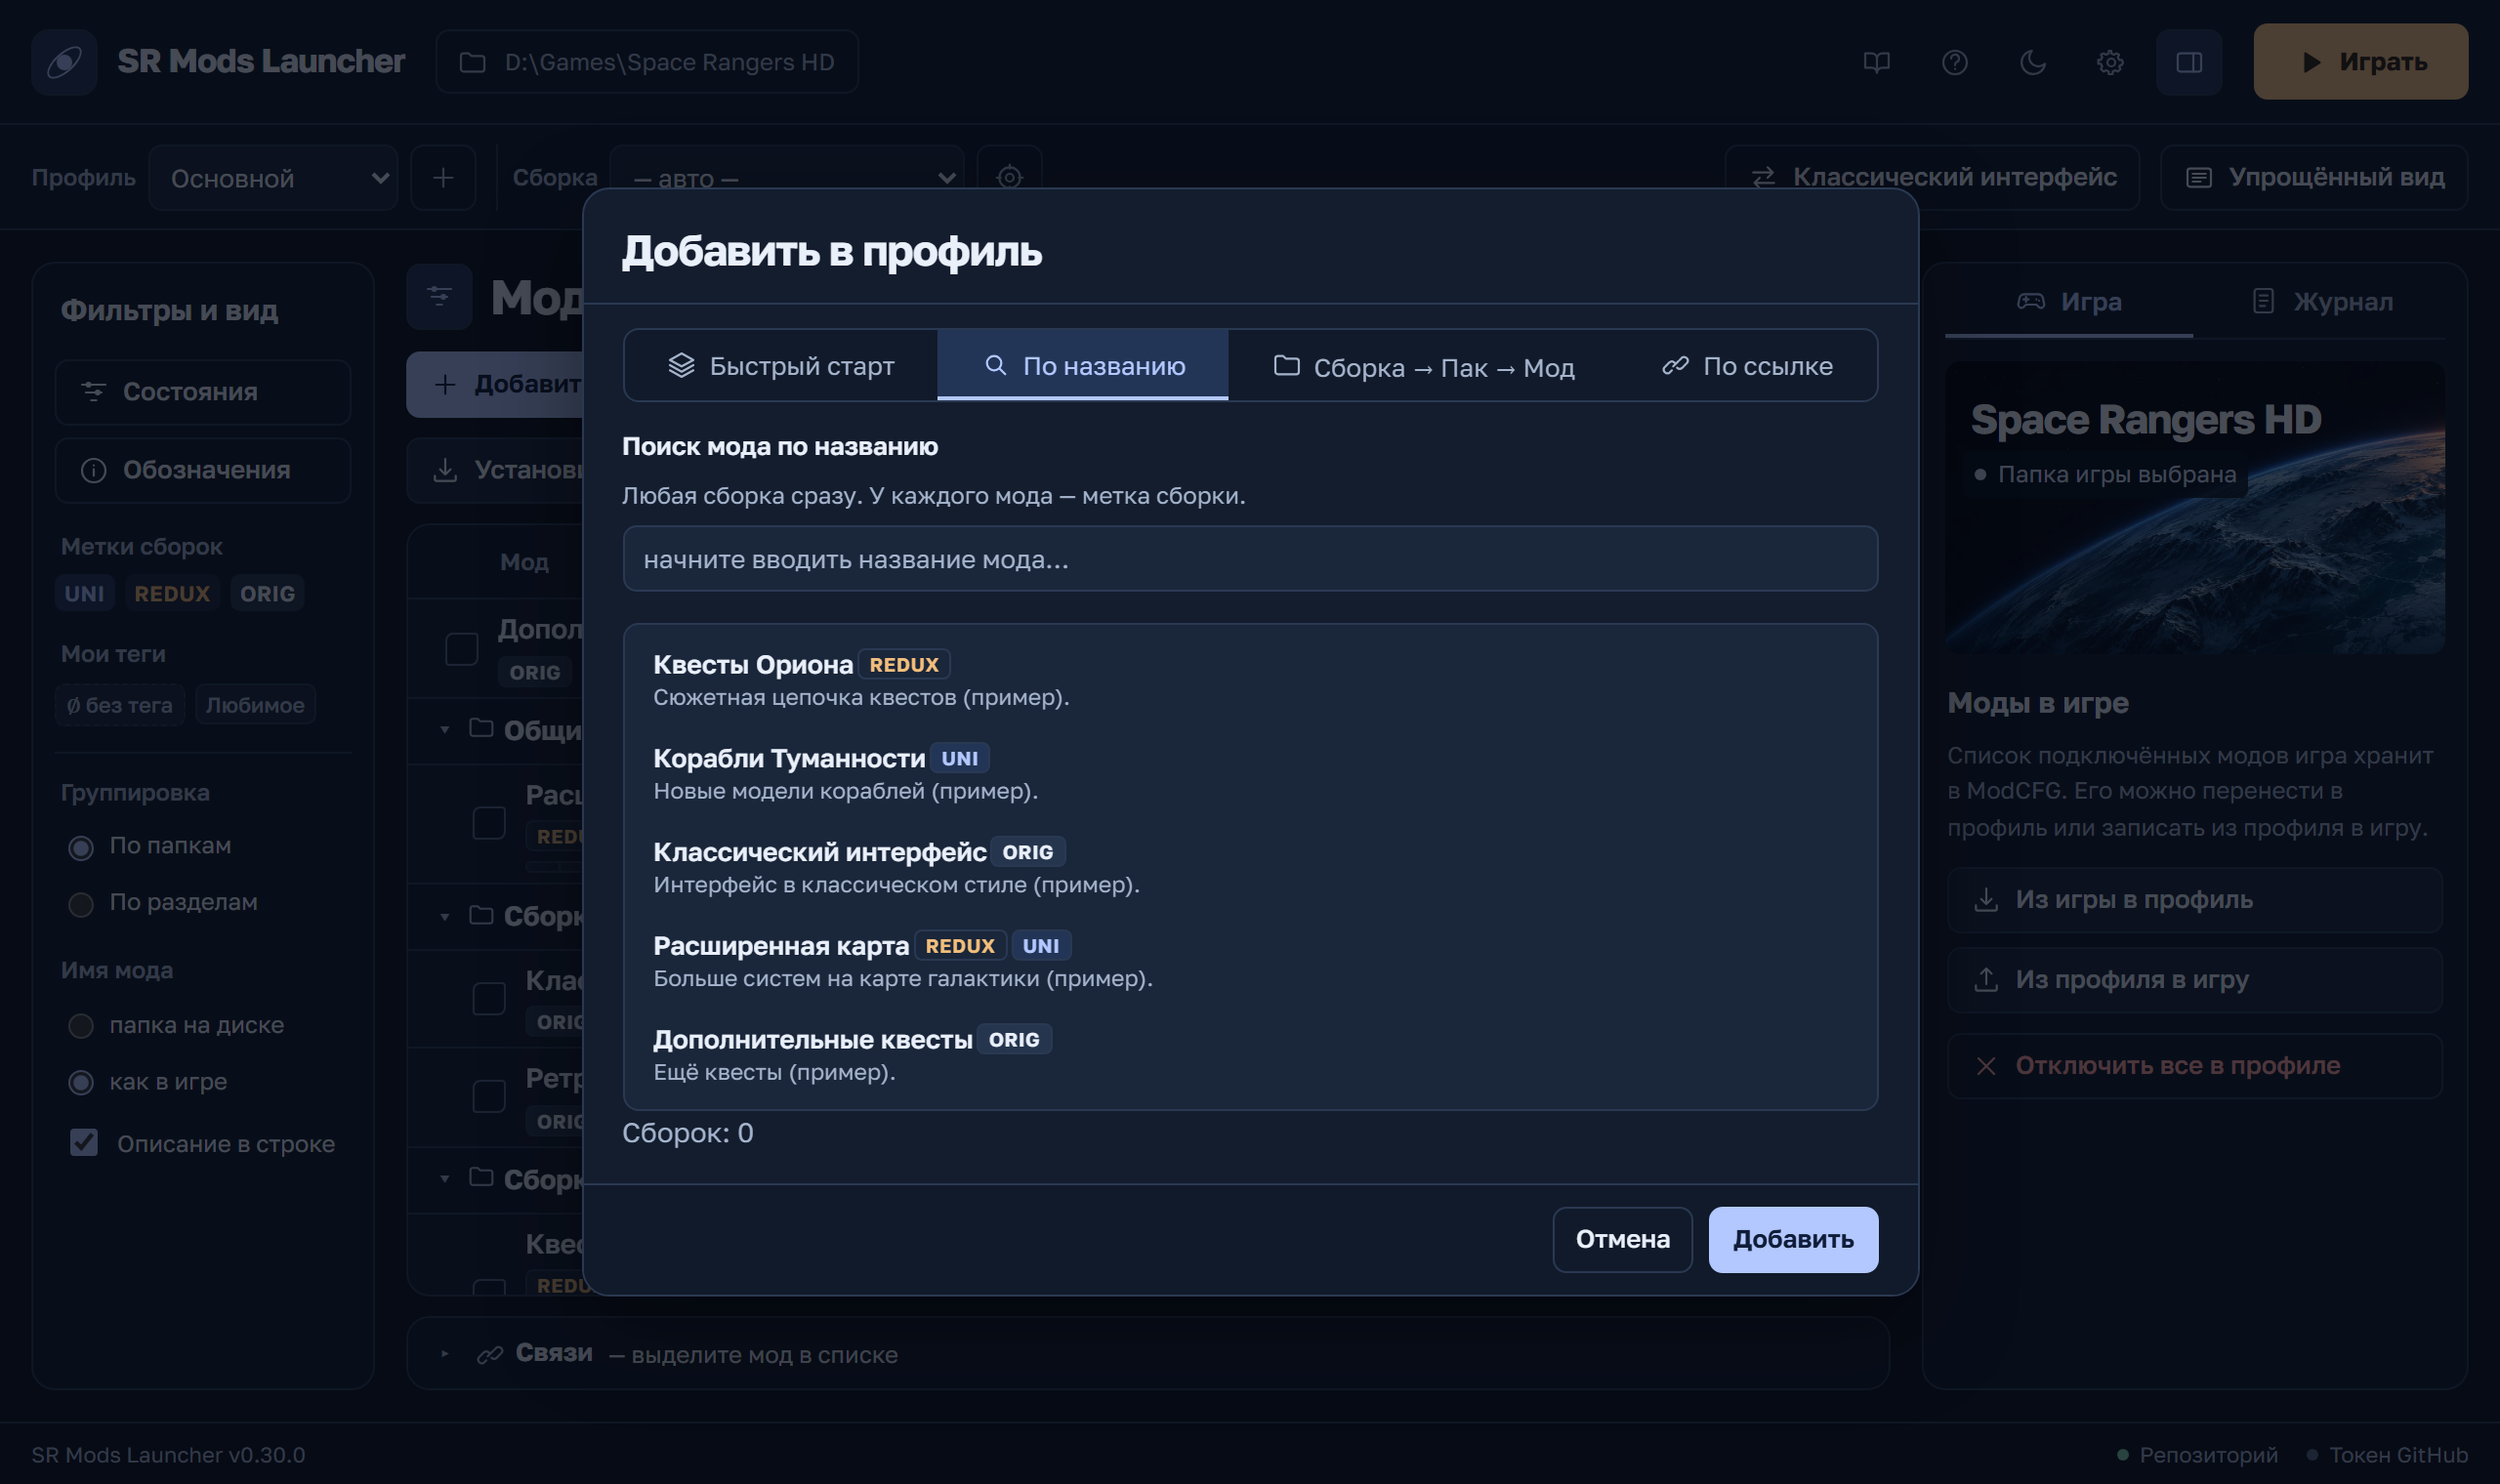 SR Mods Launcher
D:\Games\Space Rangers HD
Играть
Профиль
Основной
Сборка
— авто —
Классический интерфейс
Упрощённый вид
Фильтры и вид
Состояния
Обозначения
Метки сборок
UNI REDUX ORIG
Мои теги
Ø без тега Любимое
Группировка
По папкам
По разделам
Имя мода
папка на диске
как в игре
Описание в строке
Мод
ORIG
ORIG
Связи — выделите мод в списке
Добавить в профиль
Быстрый старт
По названию
Сборка → Пак → Мод
По ссылке
Поиск мода по названию
Любая сборка сразу. У каждого мода — метка сборки.
начните вводить название мода...
Квесты Ориона REDUX
Сюжетная цепочка квестов (пример).
Корабли Туманности UNI
Новые модели кораблей (пример).
Классический интерфейс ORIG
Интерфейс в классическом стиле (пример).
Расширенная карта REDUX UNI
Больше систем на карте галактики (пример).
Дополнительные квесты ORIG
Ещё квесты (пример).
Сборок: 0
Отмена
Добавить
Игра
Журнал
Space Rangers HD
Папка игры выбрана
Моды в игре
Список подключённых модов игра хранит
в ModCFG. Его можно перенести в
профиль или записать из профиля в игру.
Из игры в профиль
Из профиля в игру
Отключить все в профиле
SR Mods Launcher v0.30.0
Репозиторий
Токен GitHub